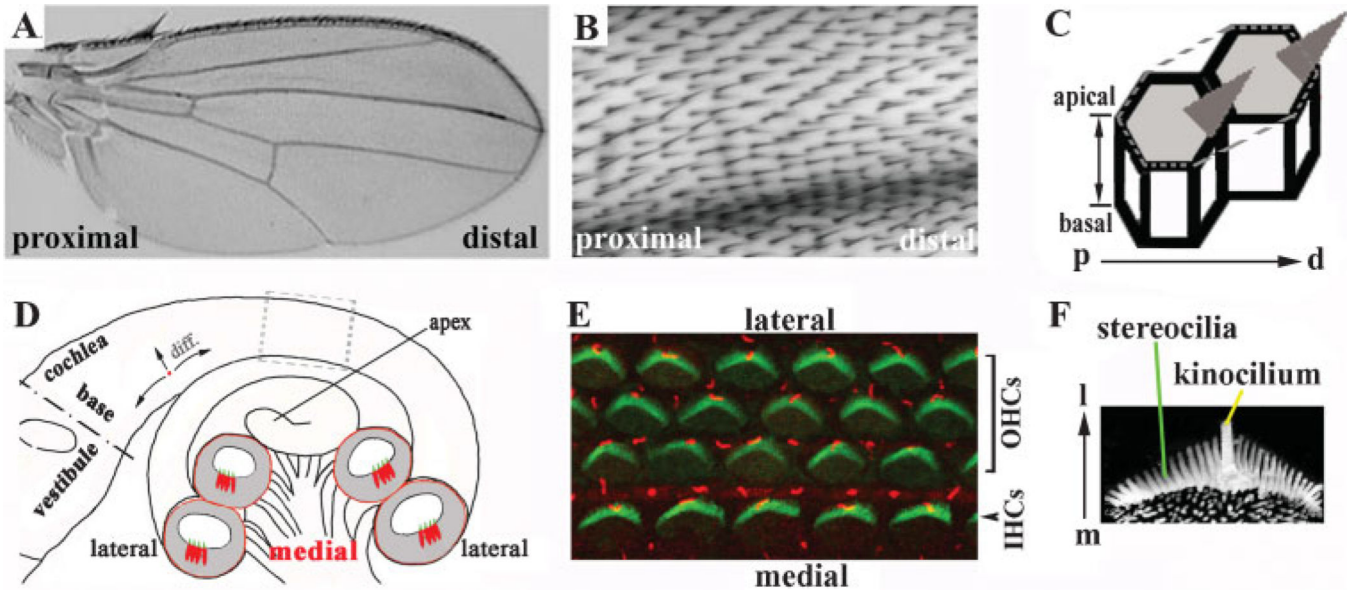 A
proximal
distal
B
proximal
distal
C
apical
basal
p
d
D
cochlea
base
vestibule
diff.
apex
lateral
medial
lateral
E
lateral
OHCs
IHCs
medial
F
stereocilia
kinocilium
l
m